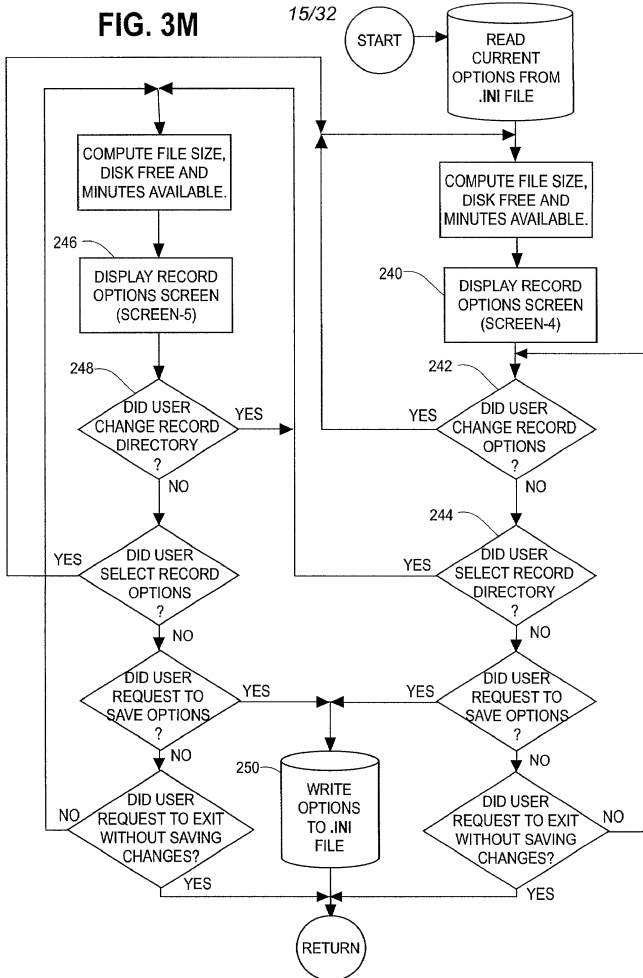 FIG. 3M
15/32
START
READ
CURRENT
OPTIONS FROM
.INI FILE
COMPUTE FILE SIZE,
DISK FREE AND
MINUTES AVAILABLE.
246
DISPLAY RECORD
OPTIONS SCREEN
(SCREEN-5)
248
DID USER
CHANGE RECORD
DIRECTORY
?
YES
NO
DID USER
SELECT RECORD
OPTIONS
?
YES
NO
DID USER
REQUEST TO
SAVE OPTIONS
?
YES
NO
DID USER
REQUEST TO EXIT
WITHOUT SAVING
CHANGES?
NO
YES
COMPUTE FILE SIZE,
DISK FREE AND
MINUTES AVAILABLE.
240
DISPLAY RECORD
OPTIONS SCREEN
(SCREEN-4)
242
DID USER
CHANGE RECORD
OPTIONS
?
YES
NO
244
DID USER
SELECT RECORD
DIRECTORY
?
YES
NO
DID USER
REQUEST TO
SAVE OPTIONS
?
YES
NO
DID USER
REQUEST TO EXIT
WITHOUT SAVING
CHANGES?
NO
YES
250
WRITE
OPTIONS
TO .INI
FILE
RETURN